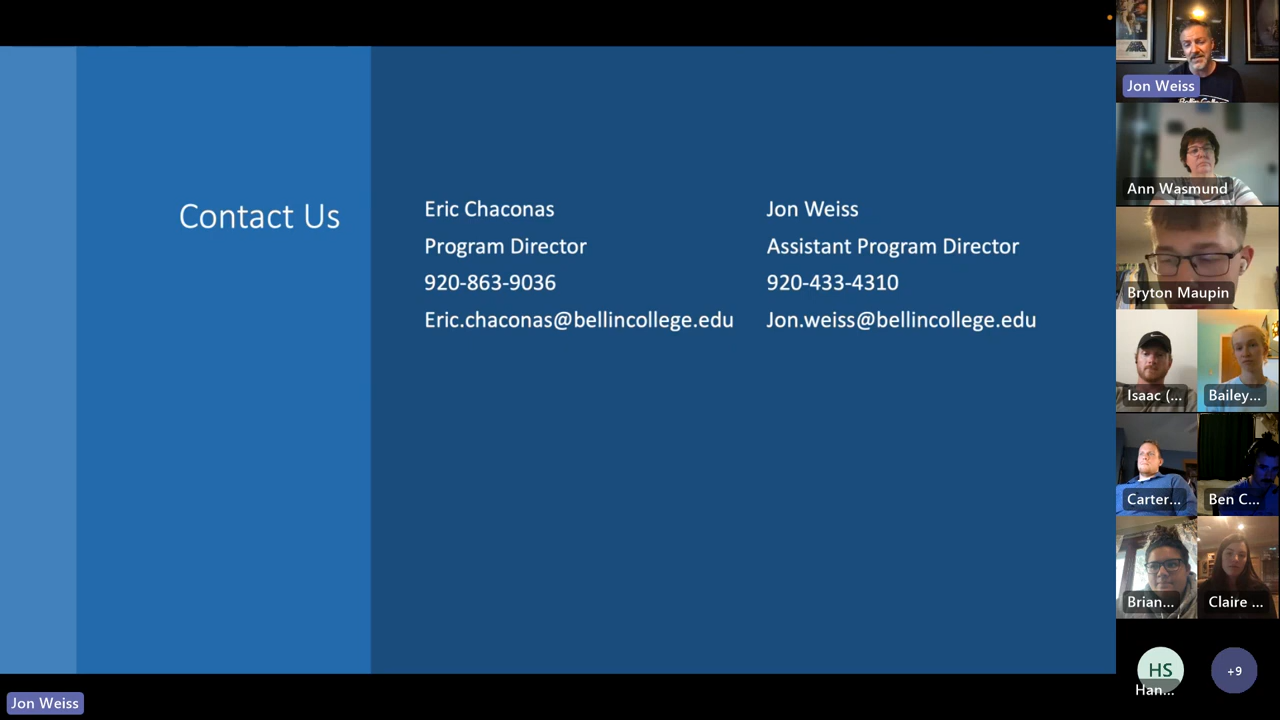 Contact Us
Eric Chaconas
Program Director
920-863-9036
Eric.chaconas@bellincollege.edu
Jon Weiss
Assistant Program Director
920-433-4310
Jon.weiss@bellincollege.edu
Jon Weiss
Ann Wasmund
Bryton Maupin
Isaac (...
Bailey...
Carter...
Ben C...
Brian...
Claire ...
HS
Han...
+9
Jon Weiss